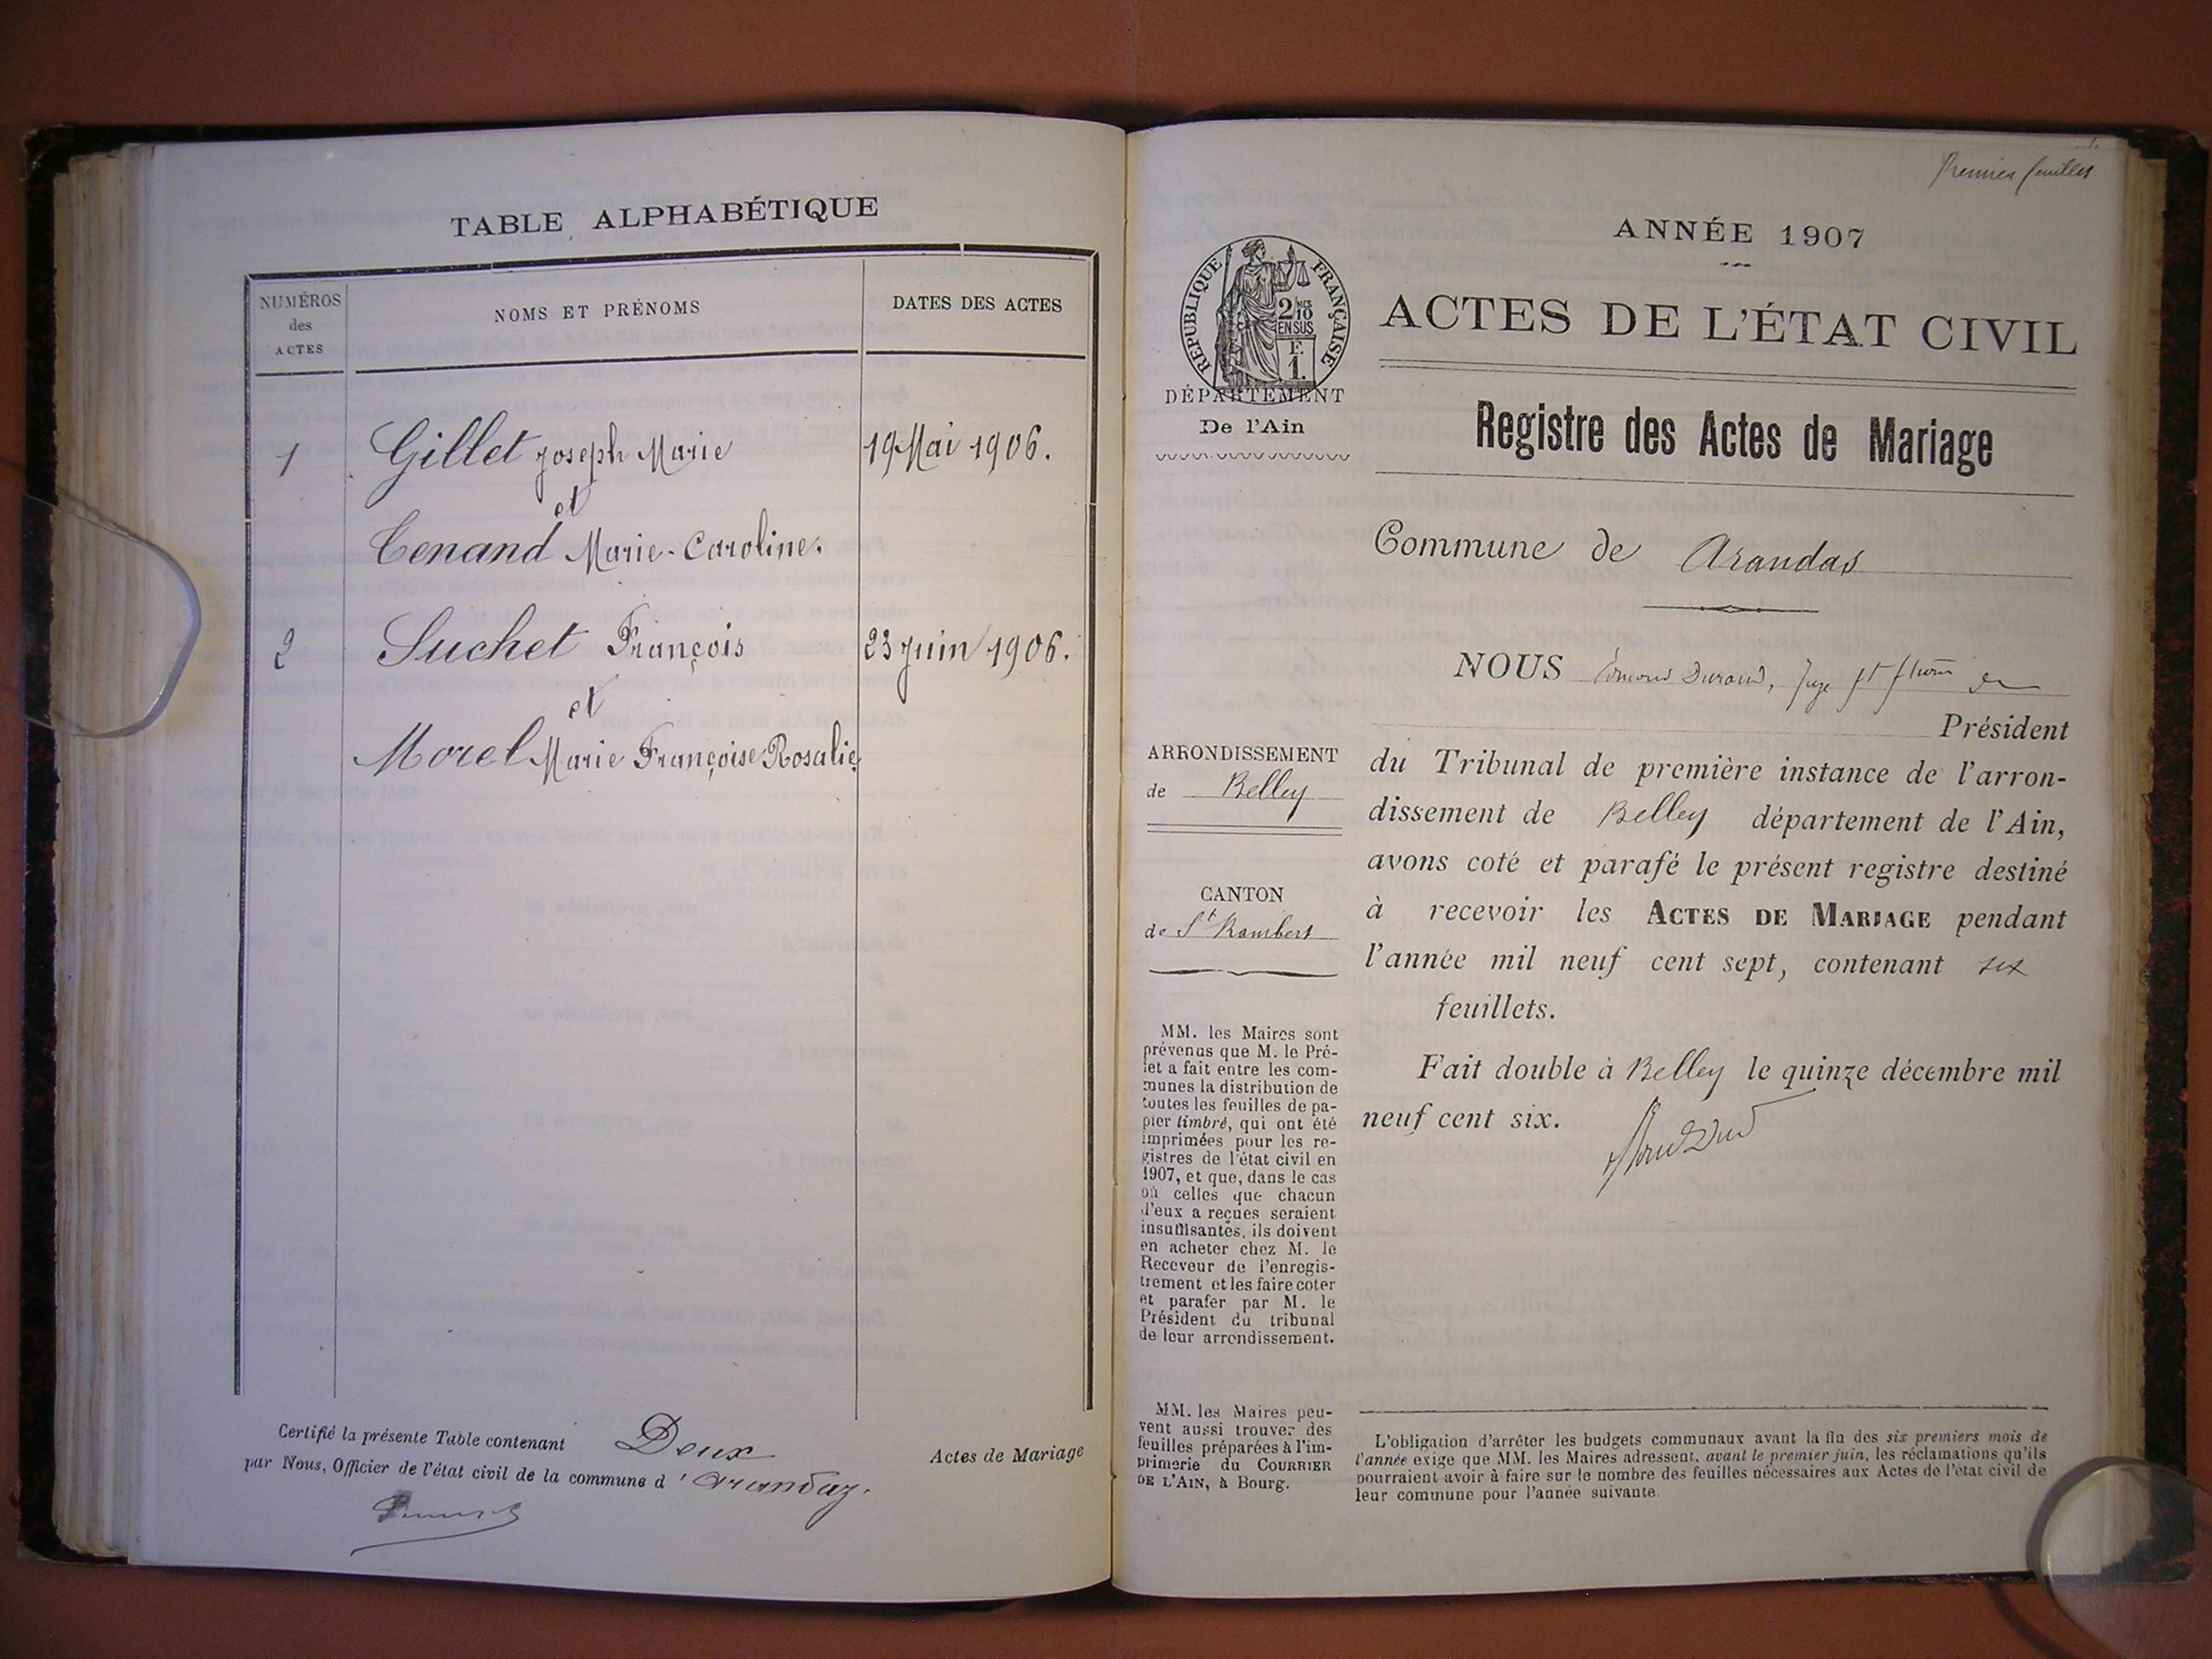 TABLE ALPHABÉTIQUE
NUMÉROS
des
ACTES
NOMS ET PRÉNOMS
DATES DES ACTES
1 Gillet Joseph Marie 19 Mai 1906.
et
Tenand Marie-Caroline.
2 Suchet François 23 juin 1906.
et
Morel Marie Françoise Rosalie
Certifié la présente Table contenant Deux Actes de Mariage
par Nous, Officier de l'état civil de la commune d'Arandaz.
Premier feuillet
ANNÉE 1907
RÉPUBLIQUE FRANÇAISE
2/10
EN SUS
F.
1.
DÉPARTEMENT
De l'Ain
ACTES DE L'ÉTAT CIVIL
Registre des Actes de Mariage
Commune de Arandas
ARRONDISSEMENT
de Belley
CANTON
de St Rambert
MM. les Maires sont
prévenus que M. le Pré-
fet a fait entre les com-
munes la distribution de
toutes les feuilles de pa-
pier timbré, qui ont été
imprimées pour les re-
gistres de l'état civil en
1907, et que, dans le cas
où celles que chacun
d'eux a reçues seraient
insuffisantes, ils doivent
en acheter chez M. le
Receveur de l'enregis-
trement et les faire coter
et parafer par M. le
Président du tribunal
de leur arrondissement.
MM. les Maires peu-
vent aussi trouver des
feuilles préparées à l'im-
primerie du COURRIER
DE L'AIN, à Bourg.
NOUS Edmond Durand, Juge
Président
du Tribunal de première instance de l'arron-
dissement de Belley département de l'Ain,
avons coté et parafé le présent registre destiné
à recevoir les ACTES DE MARIAGE pendant
l'année mil neuf cent sept, contenant six
feuillets.
Fait double à Belley le quinze décembre mil
neuf cent six.
L'obligation d'arrêter les budgets communaux avant la fin des six premiers mois de
l'année exige que MM. les Maires adressent, avant le premier juin, les réclamations qu'ils
pourraient avoir à faire sur le nombre des feuilles nécessaires aux Actes de l'état civil de
leur commune pour l'année suivante.